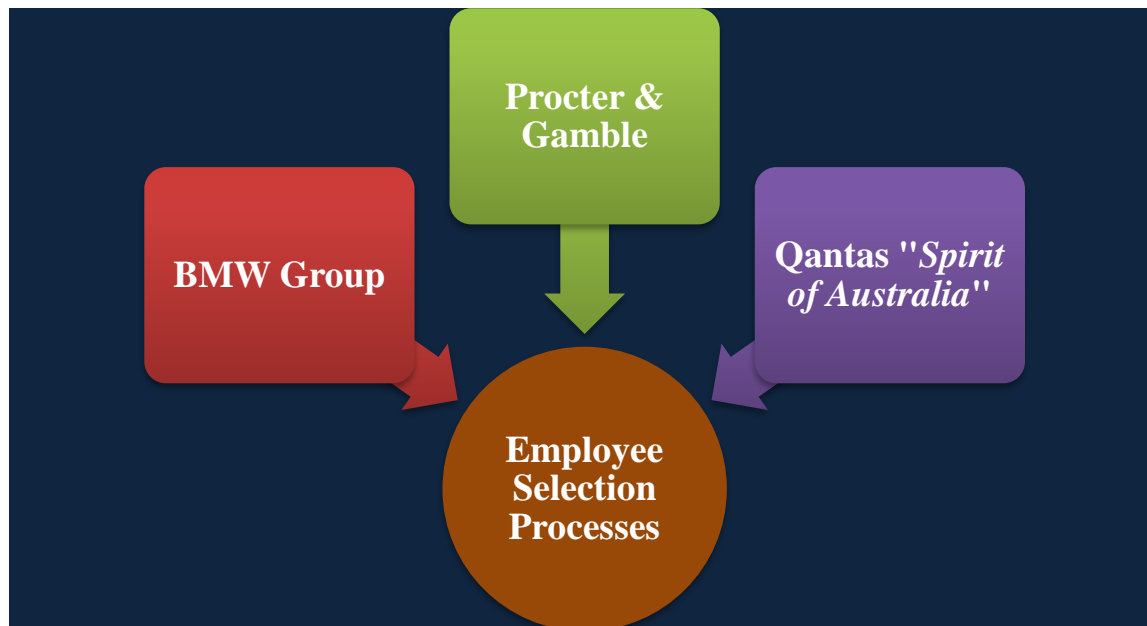 Procter &
Gamble
BMW Group
Qantas "Spirit
of Australia"
Employee
Selection
Processes